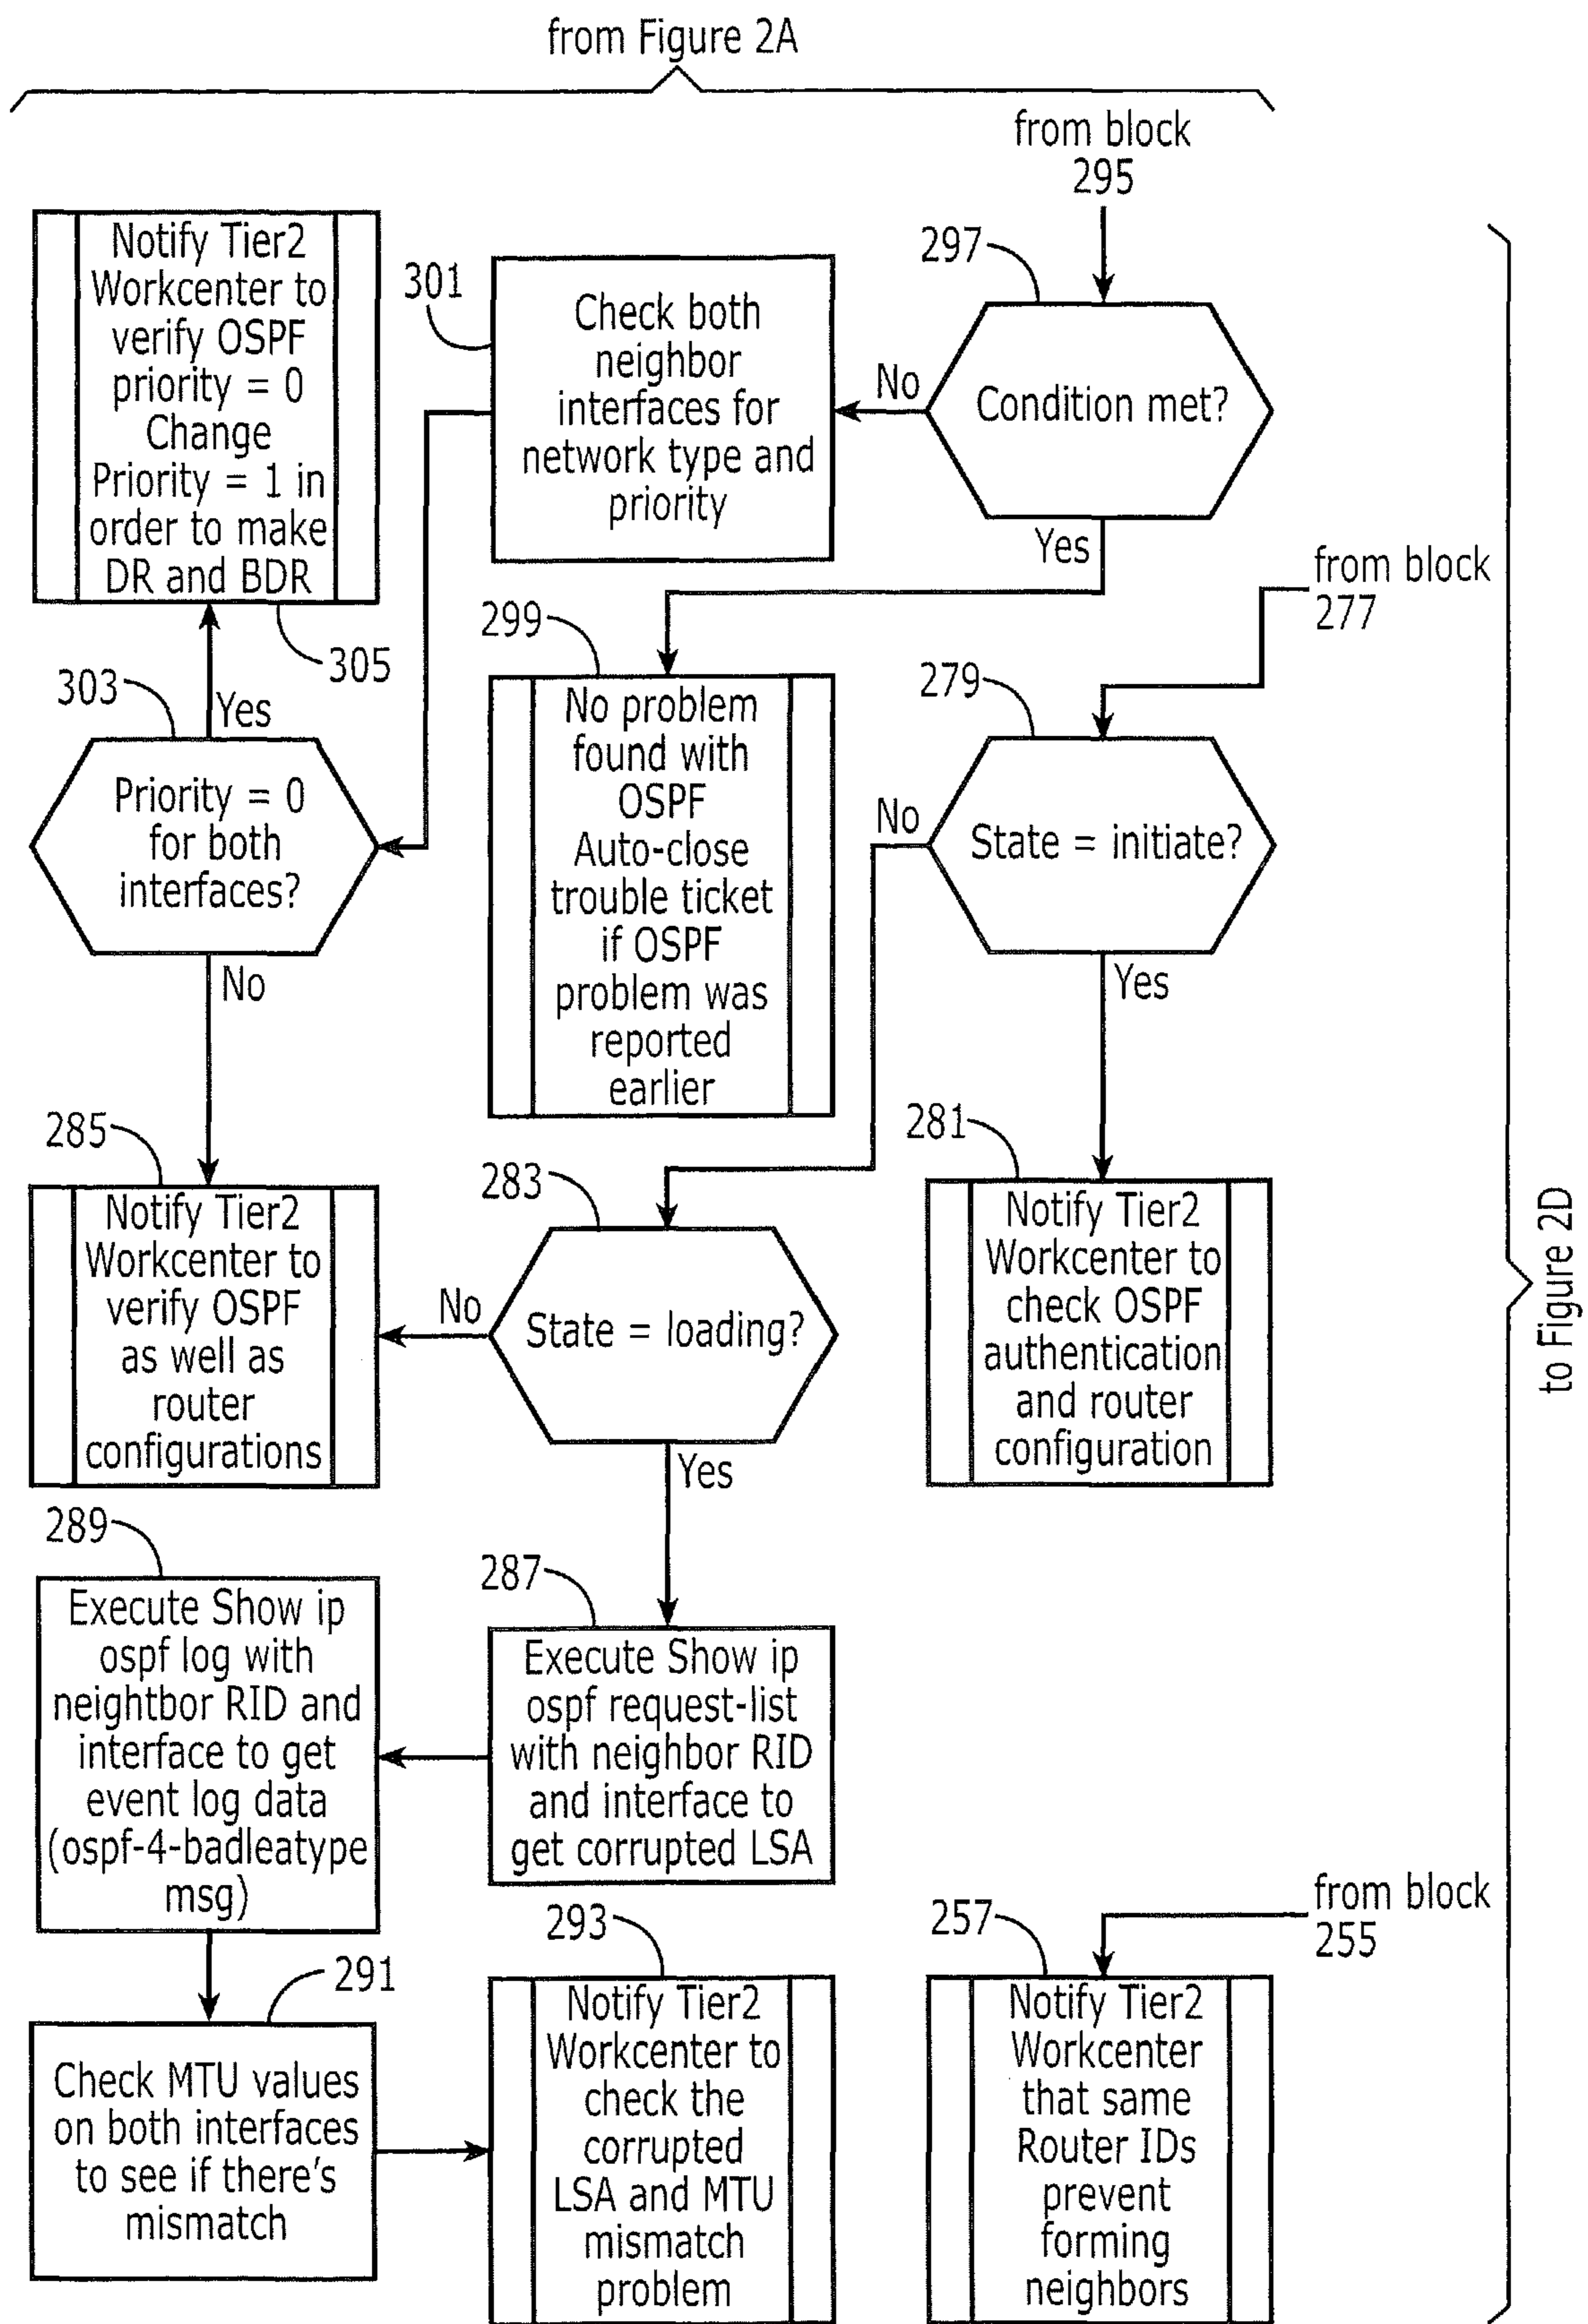 from Figure 2A
from block
295
297
Condition met?
No
Yes
301
Check both
neighbor
interfaces for
network type and
priority
Notify Tier2
Workcenter to
verify OSPF
priority = 0
Change
Priority = 1 in
order to make
DR and BDR
305
303
Yes
Priority = 0
for both
interfaces?
No
299
No problem
found with
OSPF
Auto-close
trouble ticket
if OSPF
problem was
reported
earlier
from block
277
279
State = initiate?
No
Yes
281
Notify Tier2
Workcenter to
check OSPF
authentication
and router
configuration
283
State = loading?
No
Yes
285
Notify Tier2
Workcenter to
verify OSPF
as well as
router
configurations
287
Execute Show ip
ospf request-list
with neighbor RID
and interface to
get corrupted LSA
289
Execute Show ip
ospf log with
neightbor RID and
interface to get
event log data
(ospf-4-badleatype
msg)
291
Check MTU values
on both interfaces
to see if there's
mismatch
293
Notify Tier2
Workcenter to
check the
corrupted
LSA and MTU
mismatch
problem
from block
255
257
Notify Tier2
Workcenter
that same
Router IDs
prevent
forming
neighbors
to Figure 2D